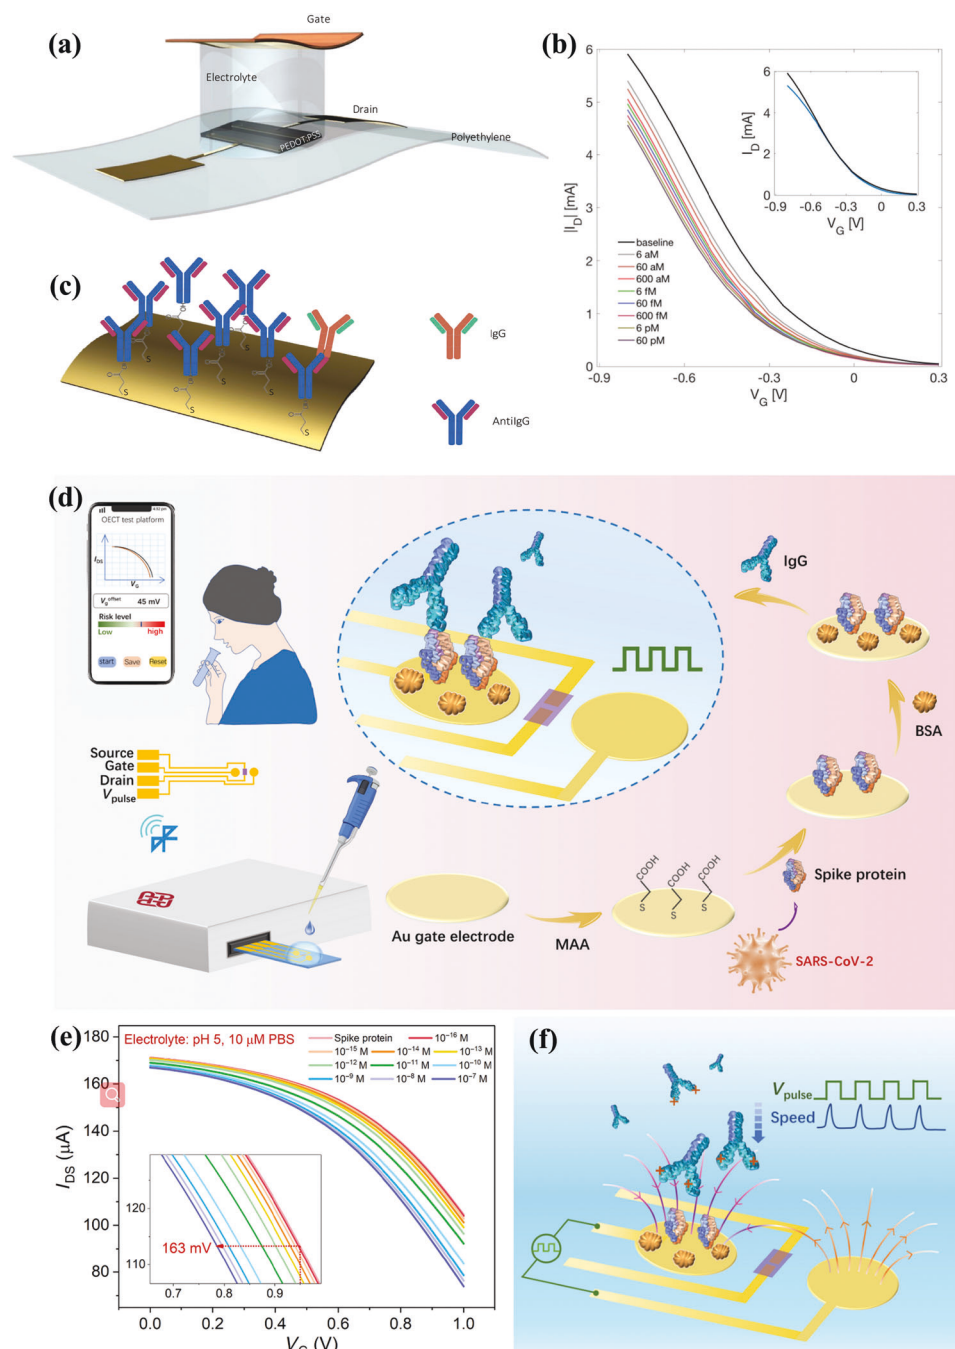 (a)
Gate
Electrolyte
Drain
PEDOT:PSS
Polyethylene
(b)
|I_D| [mA]
6
5
4
3
2
1
0
-0.9 -0.6 -0.3 0 0.3
V_G [V]
baseline
6 aM
60 aM
600 aM
6 fM
60 fM
600 fM
6 pM
60 pM
I_D [mA]
6
4
2
0
-0.9 -0.6 -0.3 0 0.3
V_G [V]
(c)
S S S S S S
IgG
AntiIgG
(d)
OECT test platform
I_DS
V_G
V_g^offset 45 mV
Risk level
Low high
start Save Reset
Source
Gate
Drain
V_pulse
Au gate electrode
MAA
COOH COOH COOH
S S S
Spike protein
SARS-CoV-2
BSA
IgG
(e)
Electrolyte: pH 5, 10 μM PBS
Spike protein 10⁻¹⁶ M
10⁻¹⁵ M 10⁻¹⁴ M 10⁻¹³ M
10⁻¹² M 10⁻¹¹ M 10⁻¹⁰ M
10⁻⁹ M 10⁻⁸ M 10⁻⁷ M
I_DS (μA)
180
160
140
120
100
80
120
110
163 mV
0.7 0.8 0.9
0.0 0.2 0.4 0.6 0.8 1.0
V_G (V)
(f)
V_pulse
Speed